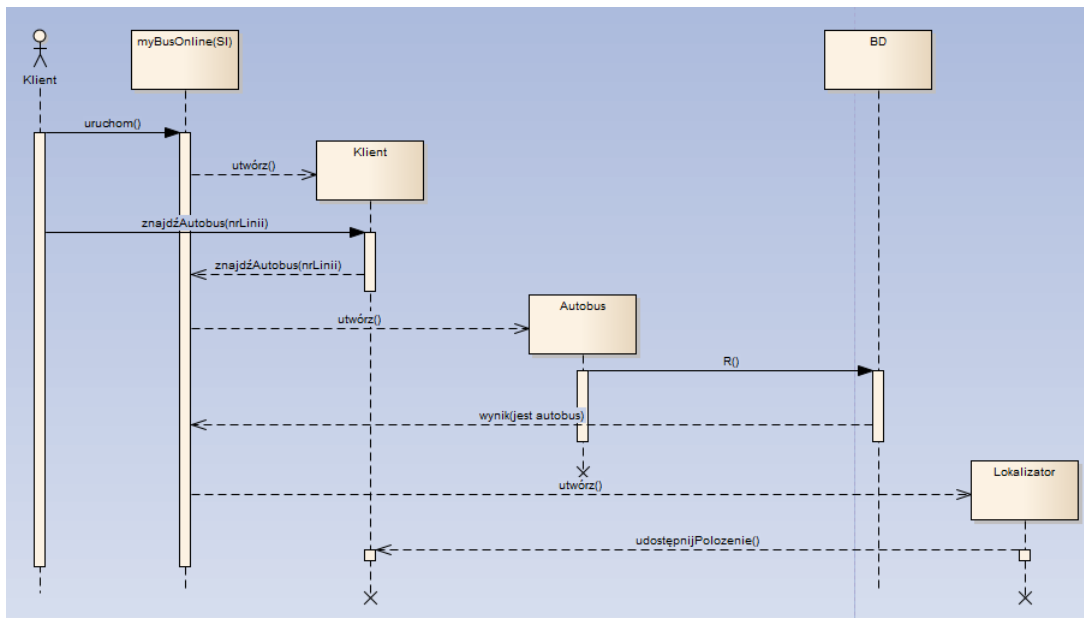 myBusOnline(SI)
BD
Klient
uruchom()
Klient
utwórz()
znajdźAutobus(nrLinii)
znajdźAutobus(nrLinii)
Autobus
utwórz()
R()
wynik(jest autobus)
Lokalizator
utwórz()
udostępnijPolozenie()